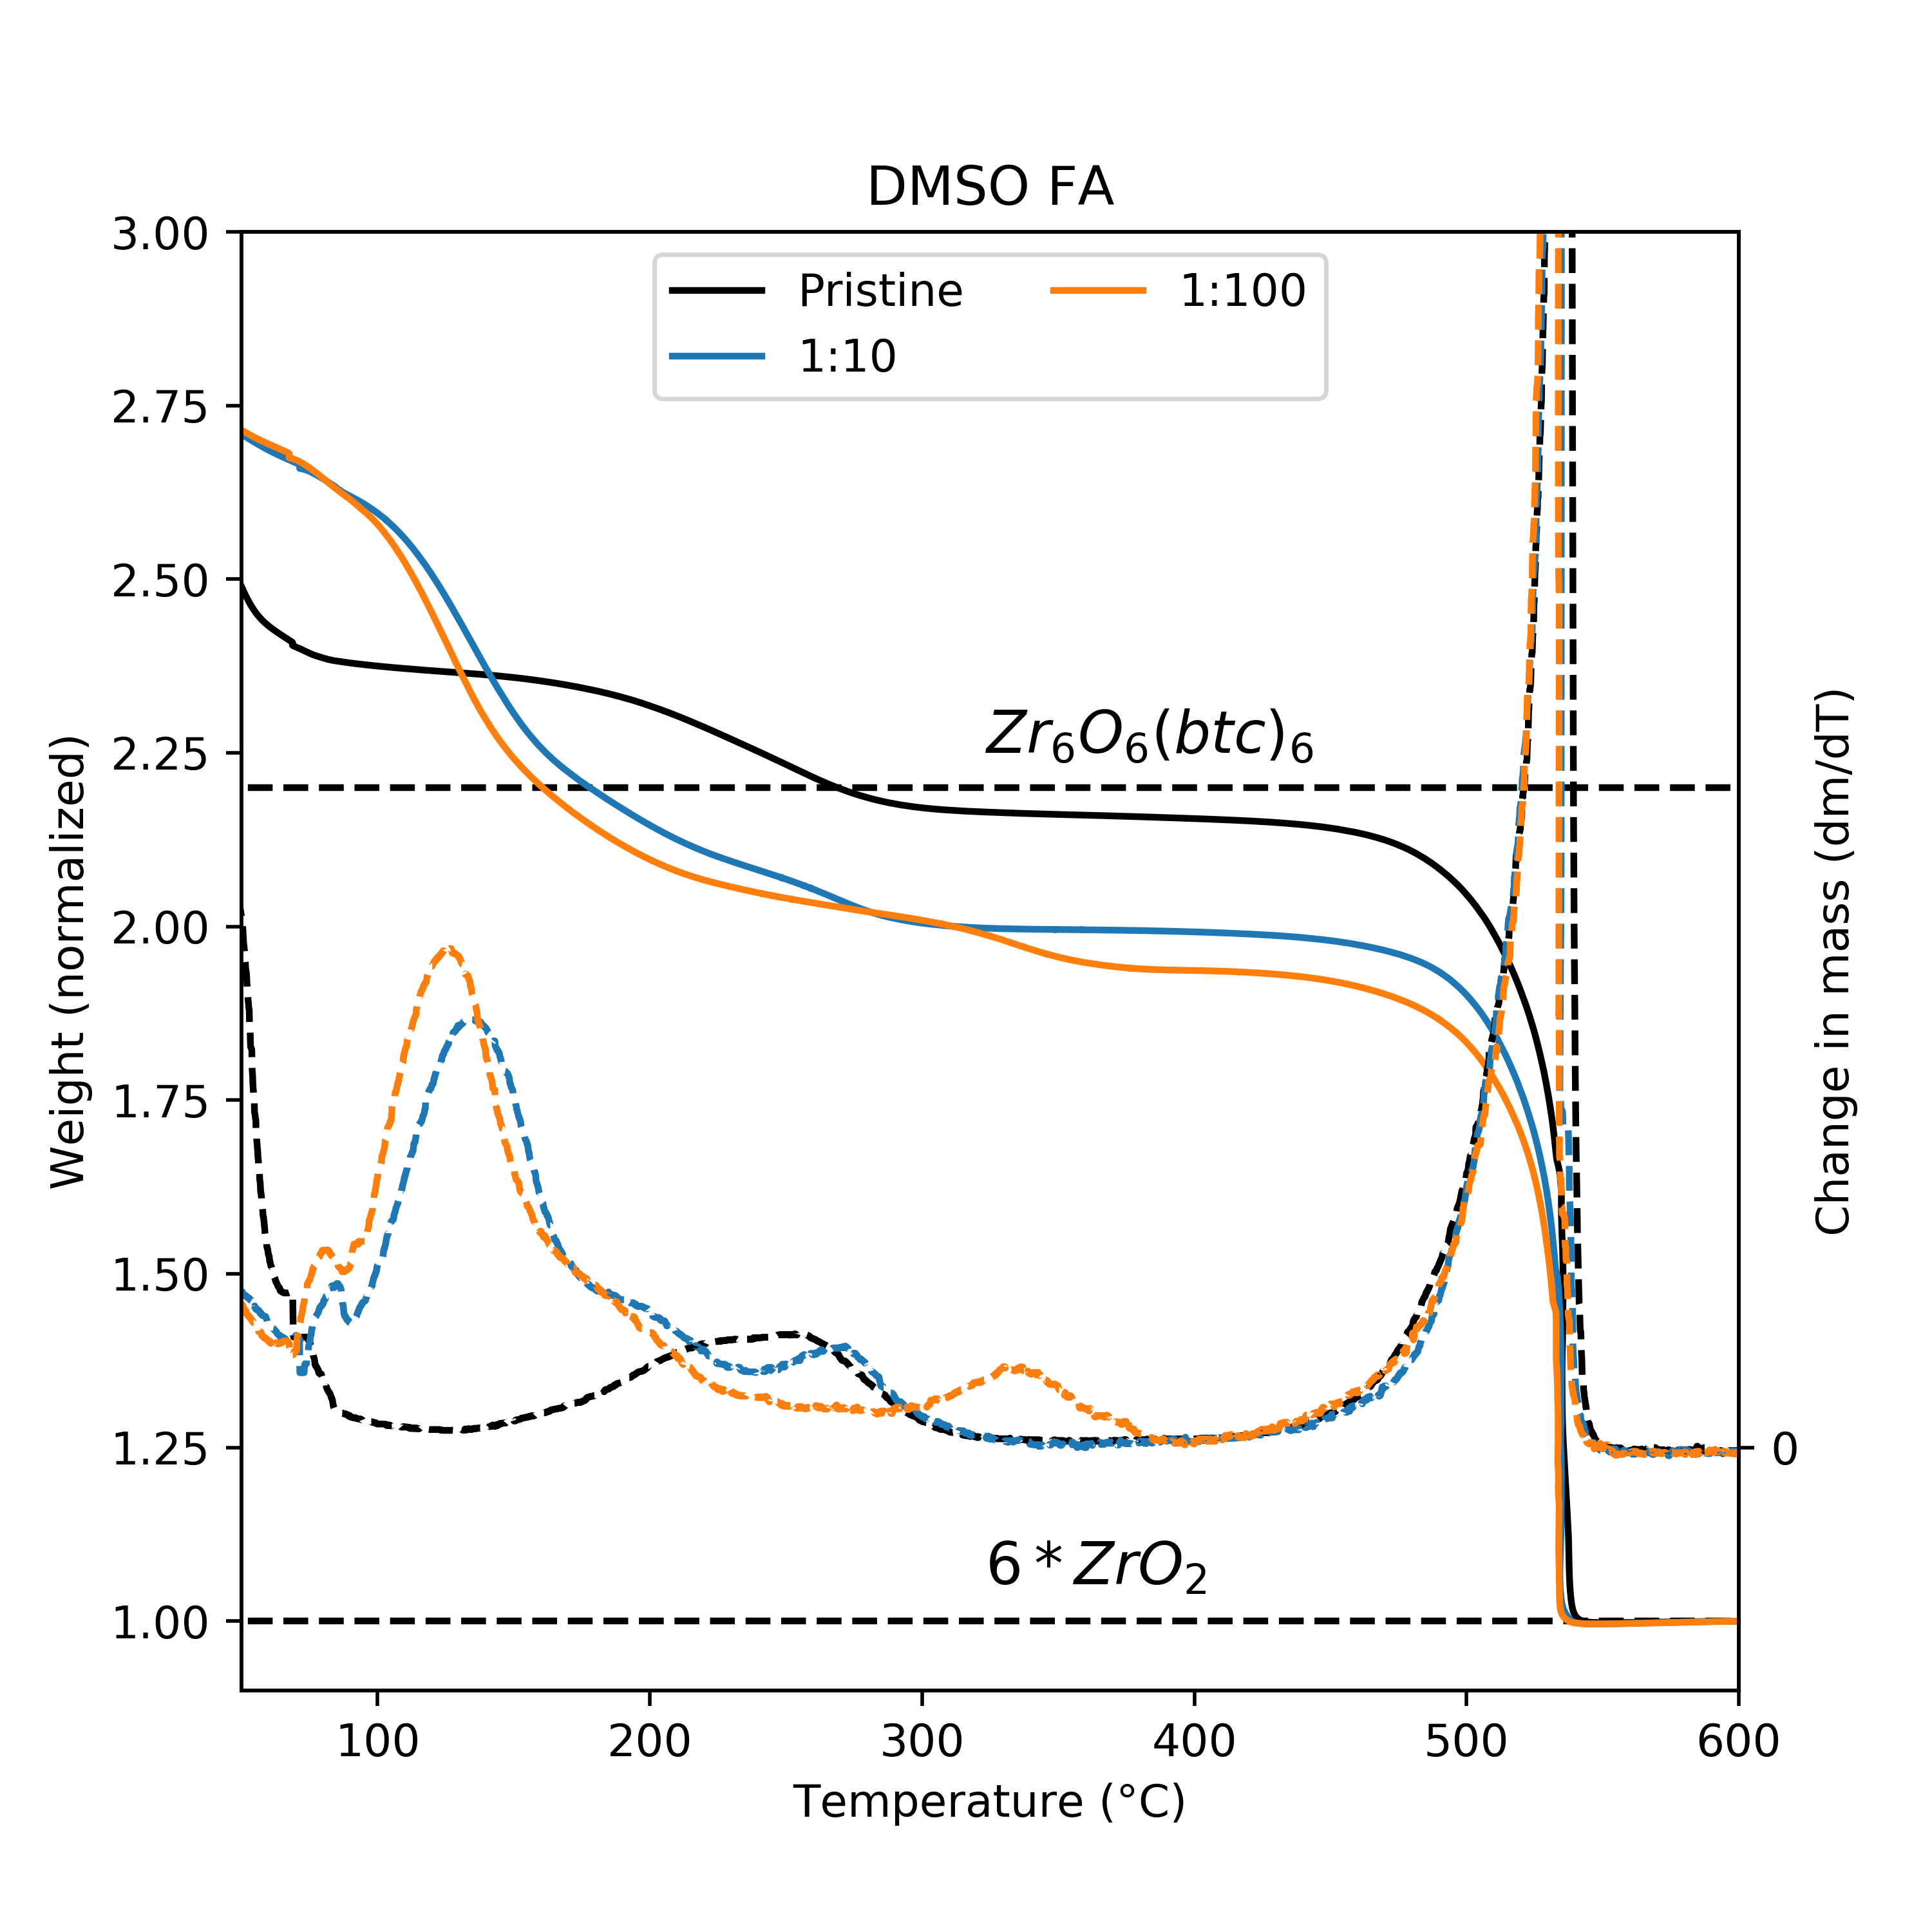 DMSO FA
Pristine
1:10
1:100
3.00
2.75
2.50
2.25
2.00
1.75
1.50
1.25
1.00
Weight (normalized)
Zr₆O₆(btc)₆
6 * ZrO₂
0
Change in mass (dm/dT)
100 200 300 400 500 600
Temperature (°C)